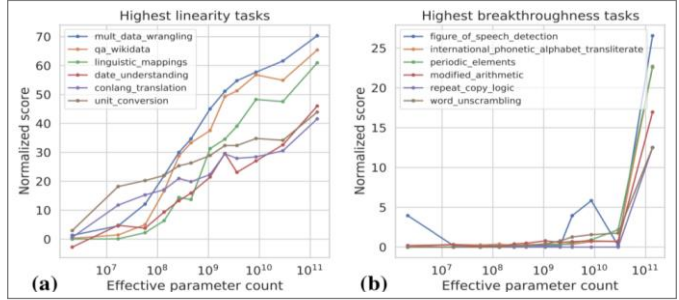 Highest linearity tasks
Normalized score
70
60
50
40
30
20
10
0
mult_data_wrangling
qa_wikidata
linguistic_mappings
date_understanding
conlang_translation
unit_conversion
10⁷ 10⁸ 10⁹ 10¹⁰ 10¹¹
(a) Effective parameter count
Highest breakthroughness tasks
Normalized score
25
20
15
10
5
0
figure_of_speech_detection
international_phonetic_alphabet_transliterate
periodic_elements
modified_arithmetic
repeat_copy_logic
word_unscrambling
10⁷ 10⁸ 10⁹ 10¹⁰ 10¹¹
(b) Effective parameter count